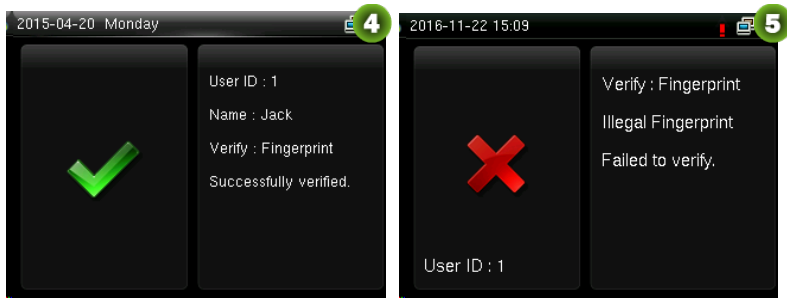 2015-04-20 Monday
4
User ID : 1
Name : Jack
Verify : Fingerprint
Successfully verified.
2016-11-22 15:09
5
Verify : Fingerprint
Illegal Fingerprint
Failed to verify.
User ID : 1